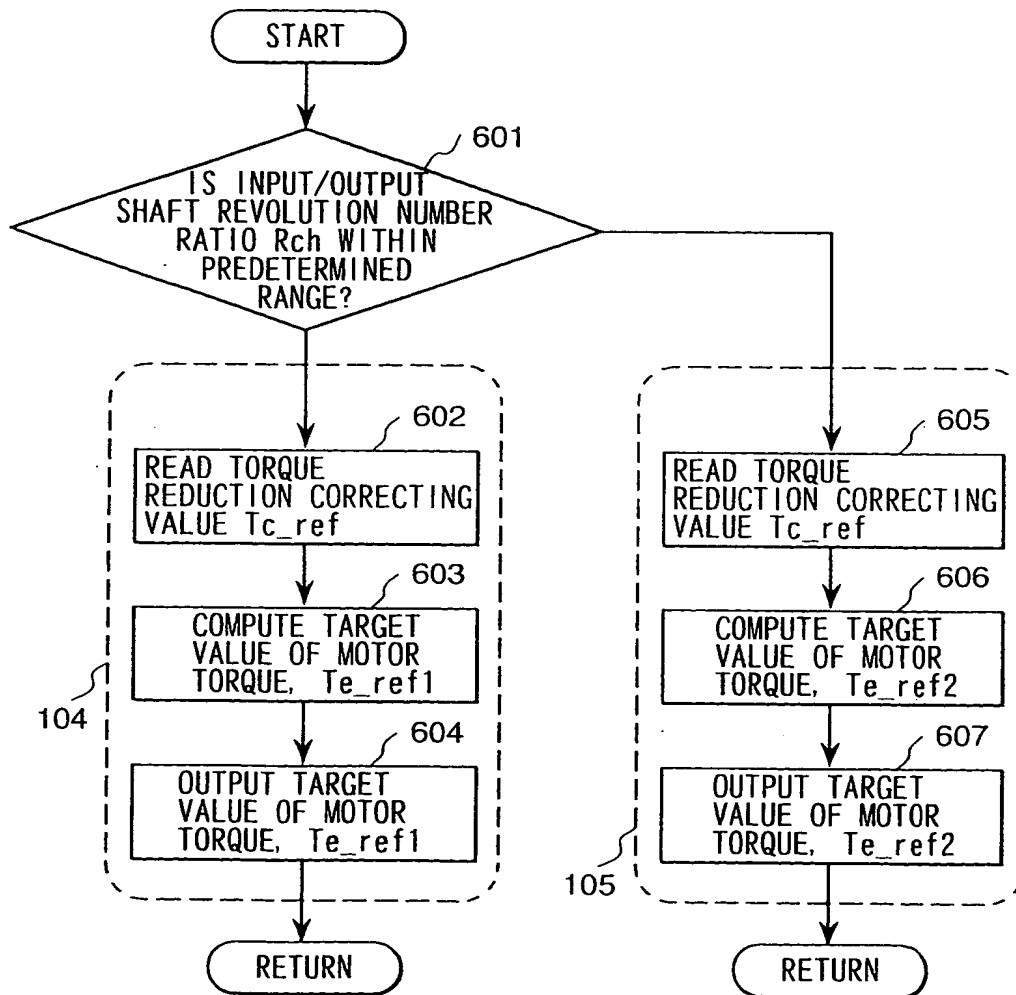 START
601
IS INPUT/OUTPUT
SHAFT REVOLUTION NUMBER
RATIO Rch WITHIN
PREDETERMINED
RANGE?
602
READ TORQUE
REDUCTION CORRECTING
VALUE Tc_ref
603
COMPUTE TARGET
VALUE OF MOTOR
TORQUE, Te_ref1
104
604
OUTPUT TARGET
VALUE OF MOTOR
TORQUE, Te_ref1
RETURN
605
READ TORQUE
REDUCTION CORRECTING
VALUE Tc_ref
606
COMPUTE TARGET
VALUE OF MOTOR
TORQUE, Te_ref2
607
OUTPUT TARGET
VALUE OF MOTOR
TORQUE, Te_ref2
105
RETURN